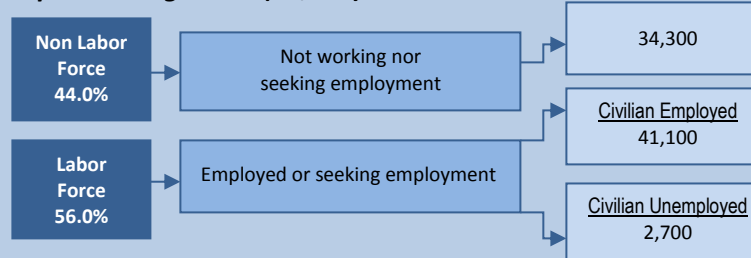 Non Labor
Force
44.0%
Not working nor
seeking employment
34,300
Labor
Force
56.0%
Employed or seeking employment
Civilian Employed
41,100
Civilian Unemployed
2,700